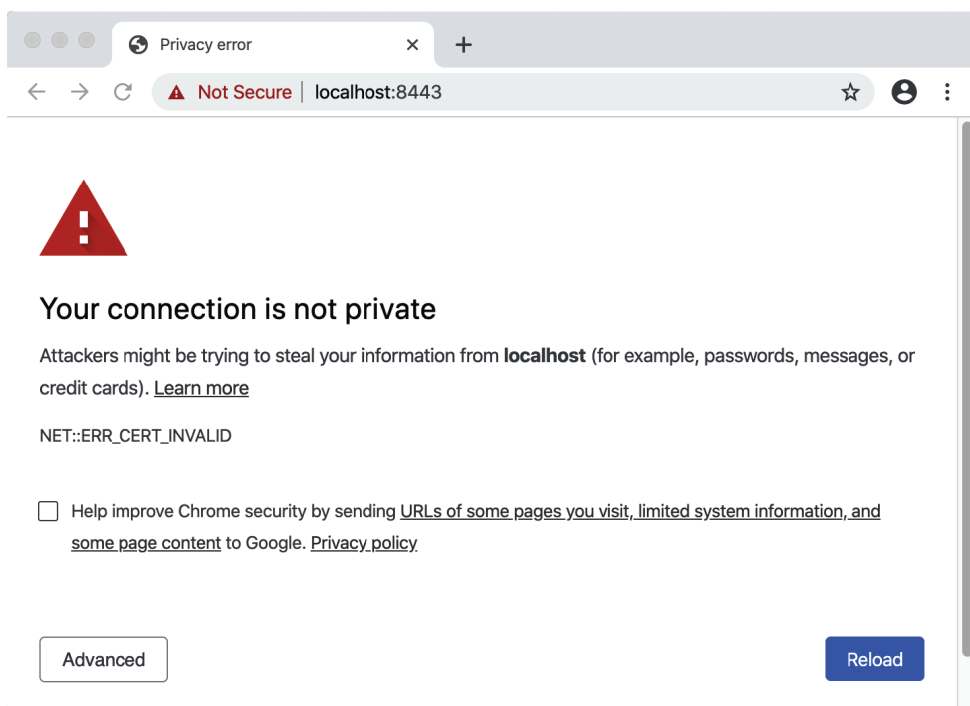 Privacy error
Not Secure | localhost:8443
Your connection is not private
Attackers might be trying to steal your information from localhost (for example, passwords, messages, or
credit cards). Learn more
NET::ERR_CERT_INVALID
Help improve Chrome security by sending URLs of some pages you visit, limited system information, and
some page content to Google. Privacy policy
Advanced
Reload